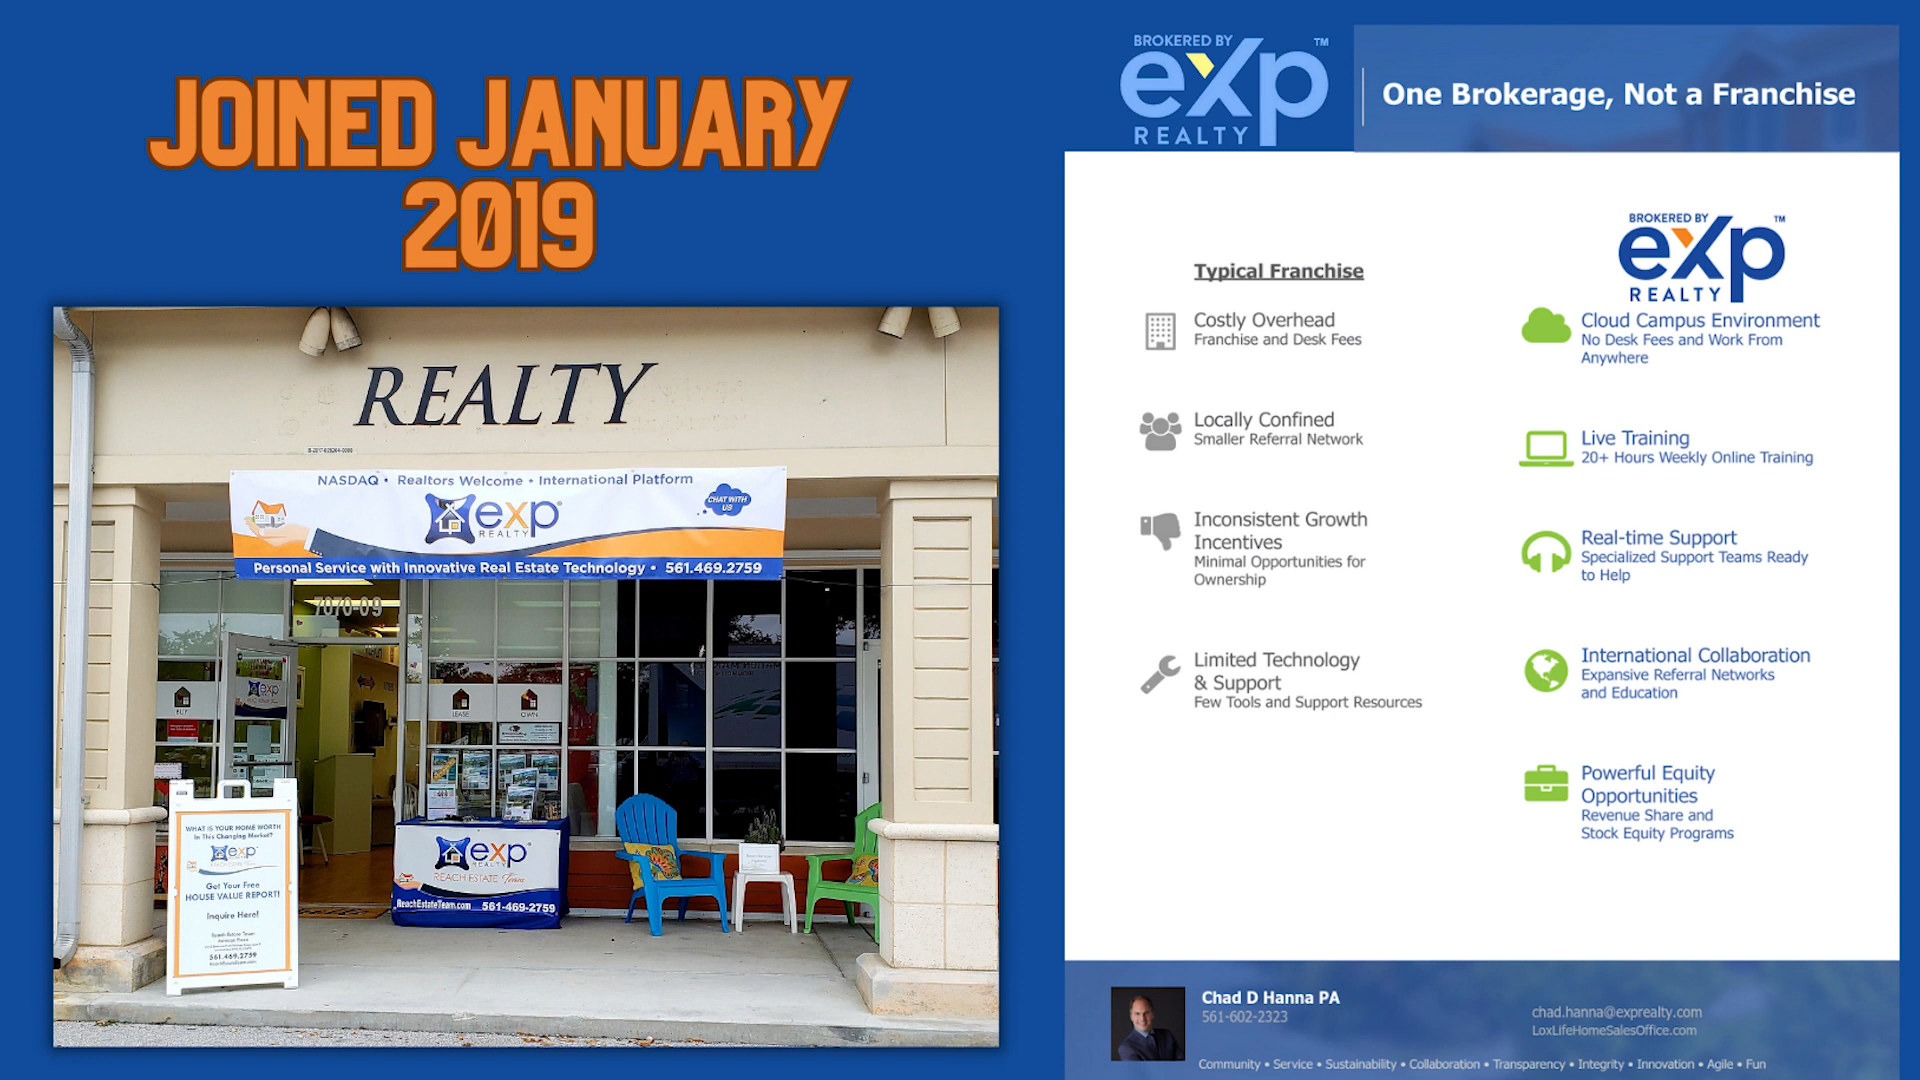 JOINED JANUARY
2019
REALTY
NASDAQ • Realtors Welcome • International Platform
CHAT WITH
US
exp
REALTY
Personal Service with Innovative Real Estate Technology • 561.469.2759
7070-09
exp
BUY
LEASE
OWN
WHAT IS YOUR HOME WORTH
In This Changing Market?
exp
Get Your Free
HOUSE VALUE REPORT!
Inquire Here!
Reach Estate Team
561.469.2759
exp
REALTY
REACH ESTATE Team
ReachEstateTeam.com 561-469-2759
BROKERED BY
eXp™
REALTY
One Brokerage, Not a Franchise
Typical Franchise
Costly Overhead
Franchise and Desk Fees
Locally Confined
Smaller Referral Network
Inconsistent Growth
Incentives
Minimal Opportunities for
Ownership
Limited Technology
& Support
Few Tools and Support Resources
BROKERED BY
eXp™
REALTY
Cloud Campus Environment
No Desk Fees and Work From
Anywhere
Live Training
20+ Hours Weekly Online Training
Real-time Support
Specialized Support Teams Ready
to Help
International Collaboration
Expansive Referral Networks
and Education
Powerful Equity
Opportunities
Revenue Share and
Stock Equity Programs
Chad D Hanna PA
561-602-2323
chad.hanna@exprealty.com
LoxLifeHomeSalesOffice.com
Community • Service • Sustainability • Collaboration • Transparency • Integrity • Innovation • Agile • Fun